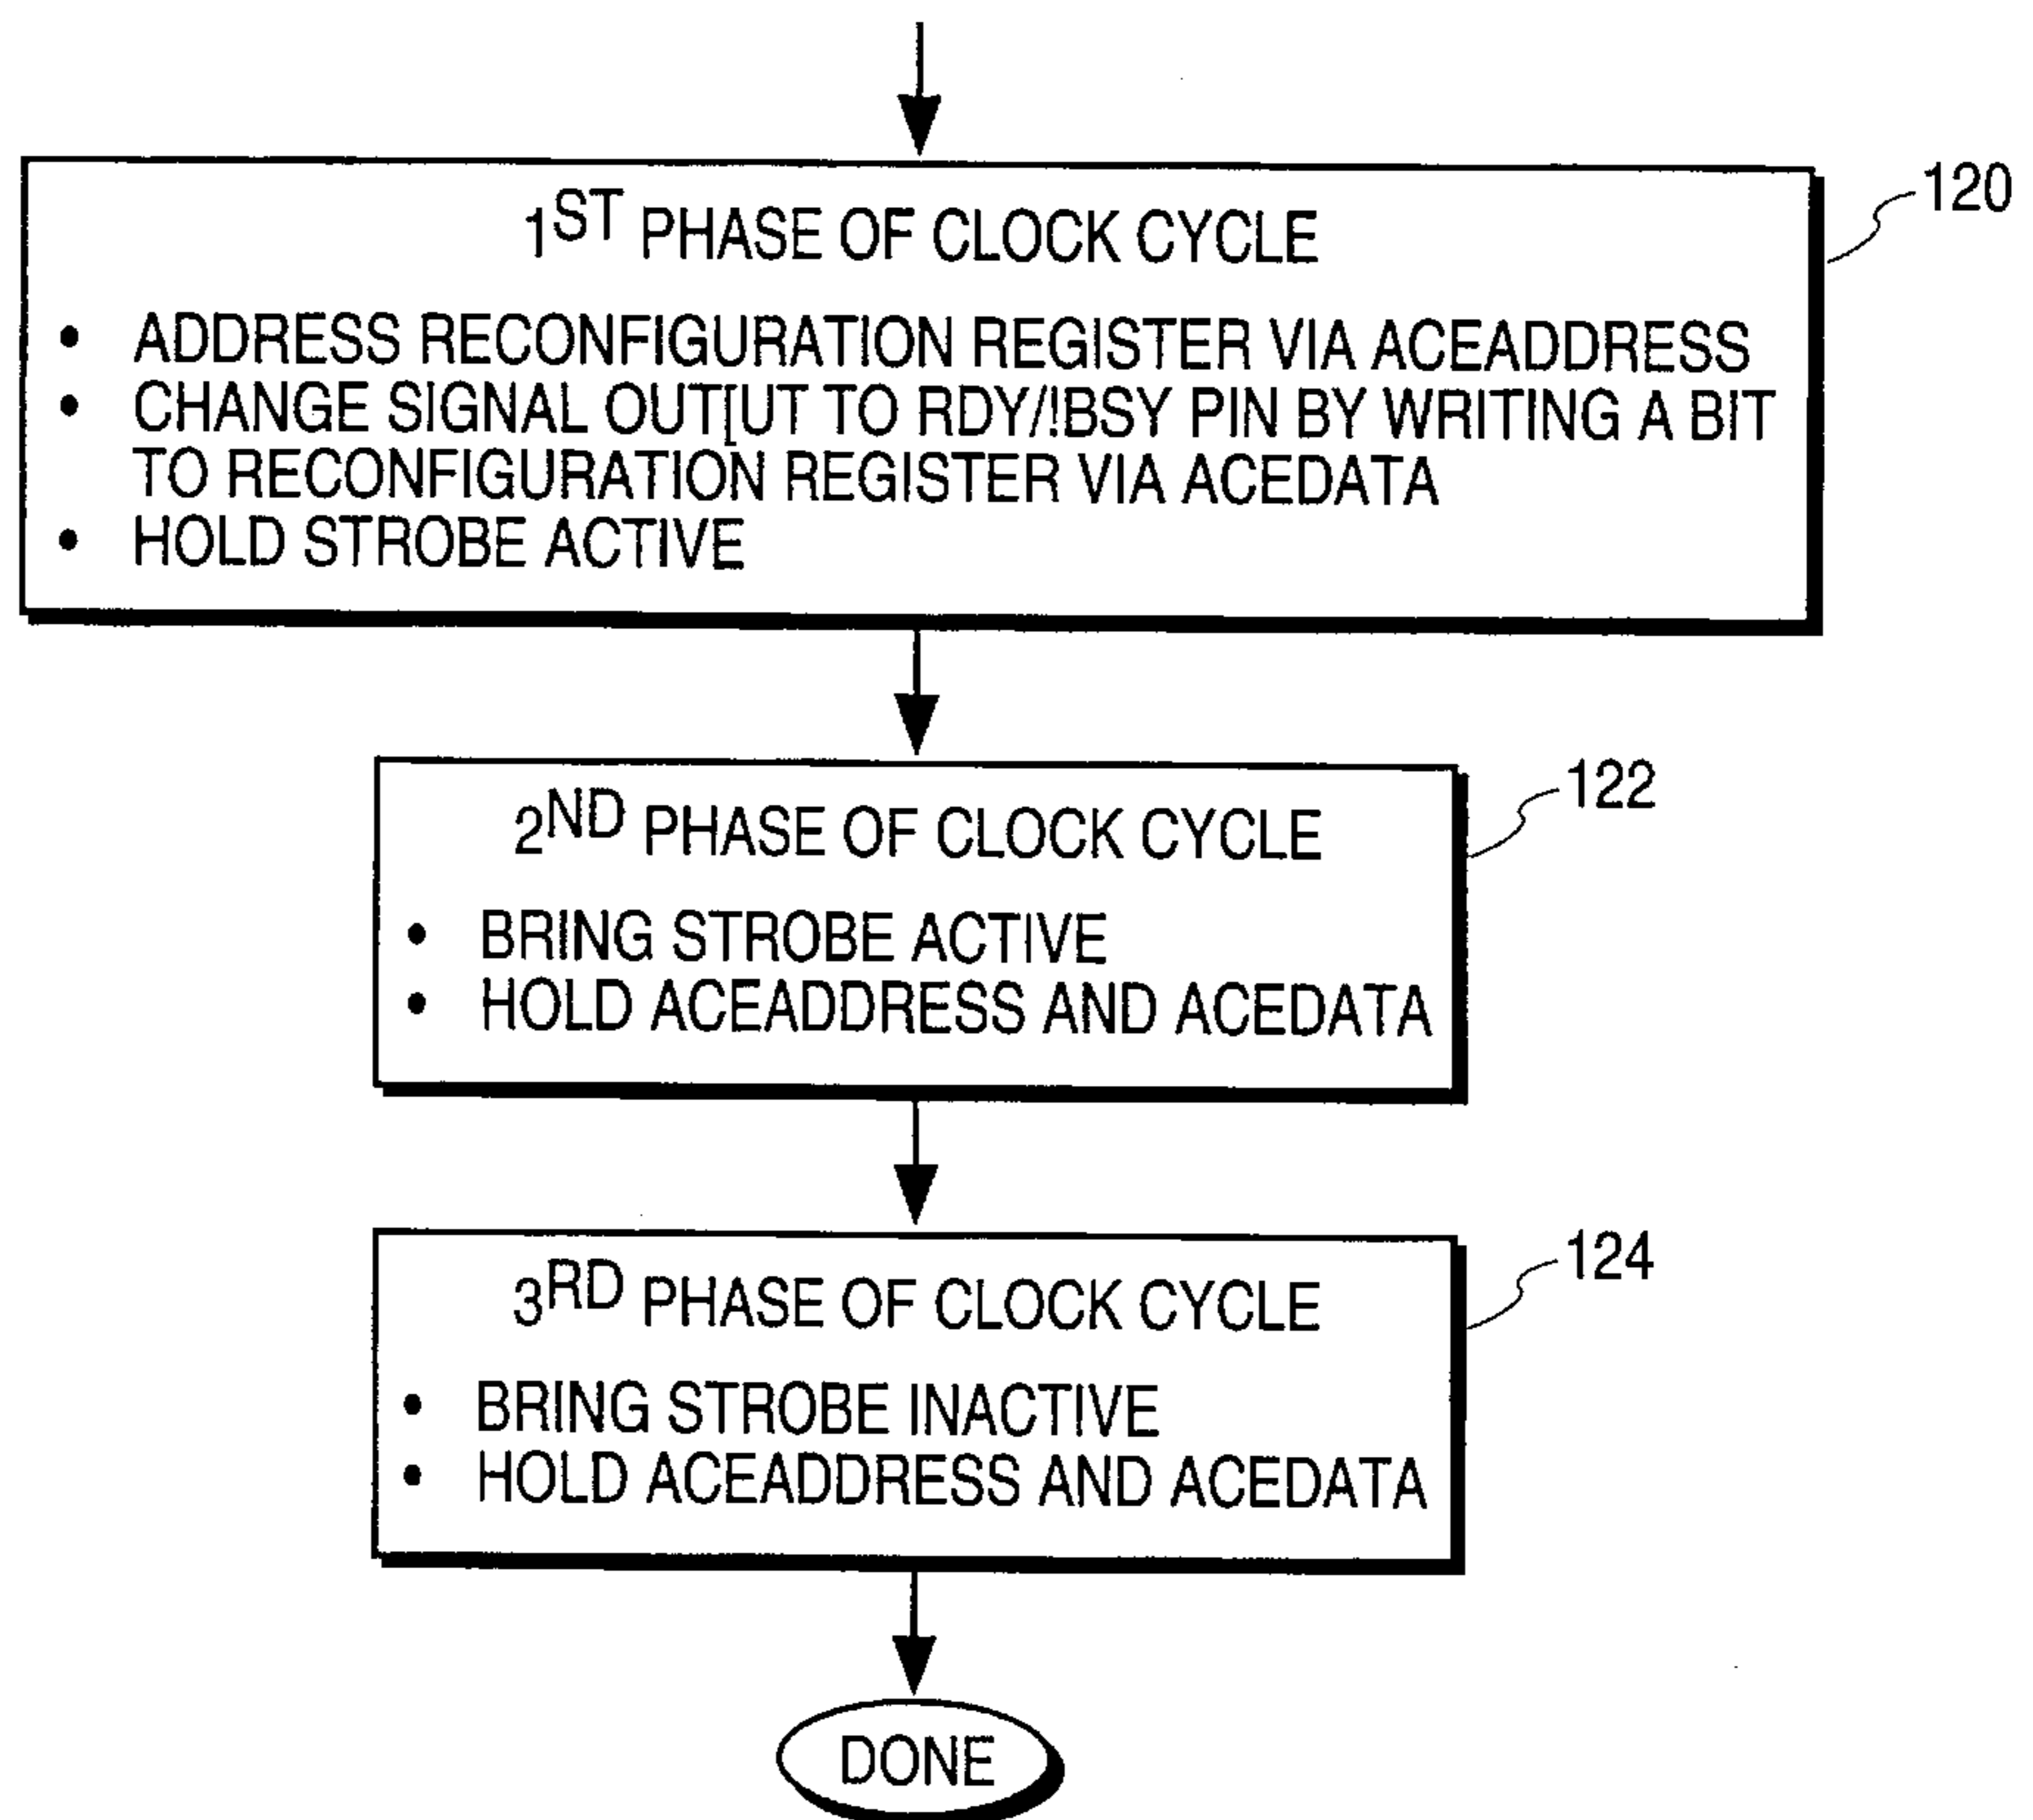 1ST PHASE OF CLOCK CYCLE
120
• ADDRESS RECONFIGURATION REGISTER VIA ACEADDRESS
• CHANGE SIGNAL OUT[UT TO RDY/!BSY PIN BY WRITING A BIT
TO RECONFIGURATION REGISTER VIA ACEDATA
• HOLD STROBE ACTIVE
2ND PHASE OF CLOCK CYCLE
122
• BRING STROBE ACTIVE
• HOLD ACEADDRESS AND ACEDATA
3RD PHASE OF CLOCK CYCLE
124
• BRING STROBE INACTIVE
• HOLD ACEADDRESS AND ACEDATA
DONE